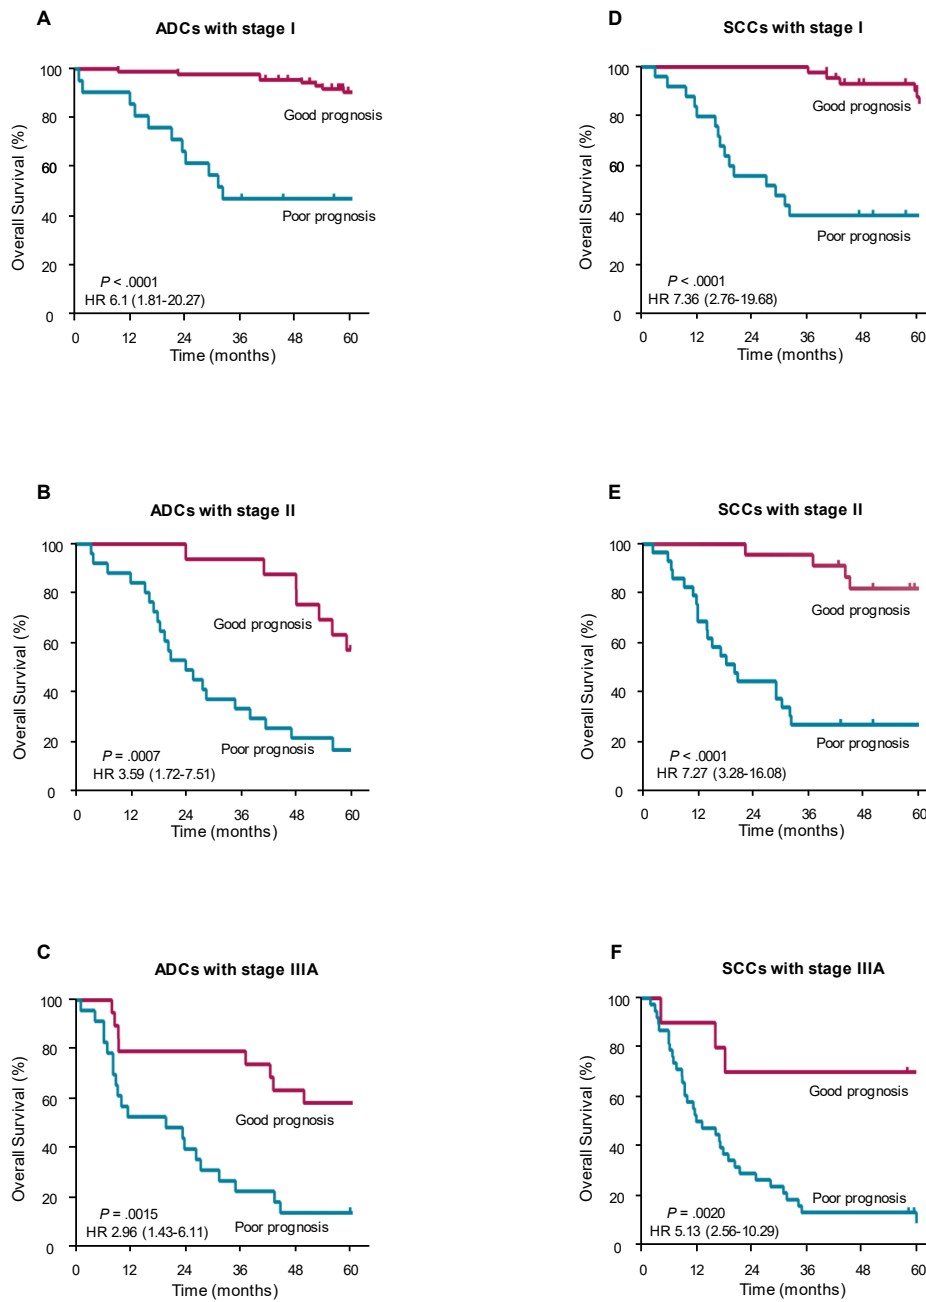 A
ADCs with stage I
Overall Survival (%)
100
80
60
40
20
0
Good prognosis
Poor prognosis
P < .0001
HR 6.1 (1.81-20.27)
0 12 24 36 48 60
Time (months)
D
SCCs with stage I
Overall Survival (%)
100
80
60
40
20
0
Good prognosis
Poor prognosis
P < .0001
HR 7.36 (2.76-19.68)
0 12 24 36 48 60
Time (months)
B
ADCs with stage II
Overall Survival (%)
100
80
60
40
20
0
Good prognosis
Poor prognosis
P = .0007
HR 3.59 (1.72-7.51)
0 12 24 36 48 60
Time (months)
E
SCCs with stage II
Overall Survival (%)
100
80
60
40
20
0
Good prognosis
Poor prognosis
P < .0001
HR 7.27 (3.28-16.08)
0 12 24 36 48 60
Time (months)
C
ADCs with stage IIIA
Overall Survival (%)
100
80
60
40
20
0
Good prognosis
Poor prognosis
P = .0015
HR 2.96 (1.43-6.11)
0 12 24 36 48 60
Time (months)
F
SCCs with stage IIIA
Overall Survival (%)
100
80
60
40
20
0
Good prognosis
Poor prognosis
P = .0020
HR 5.13 (2.56-10.29)
0 12 24 36 48 60
Time (months)